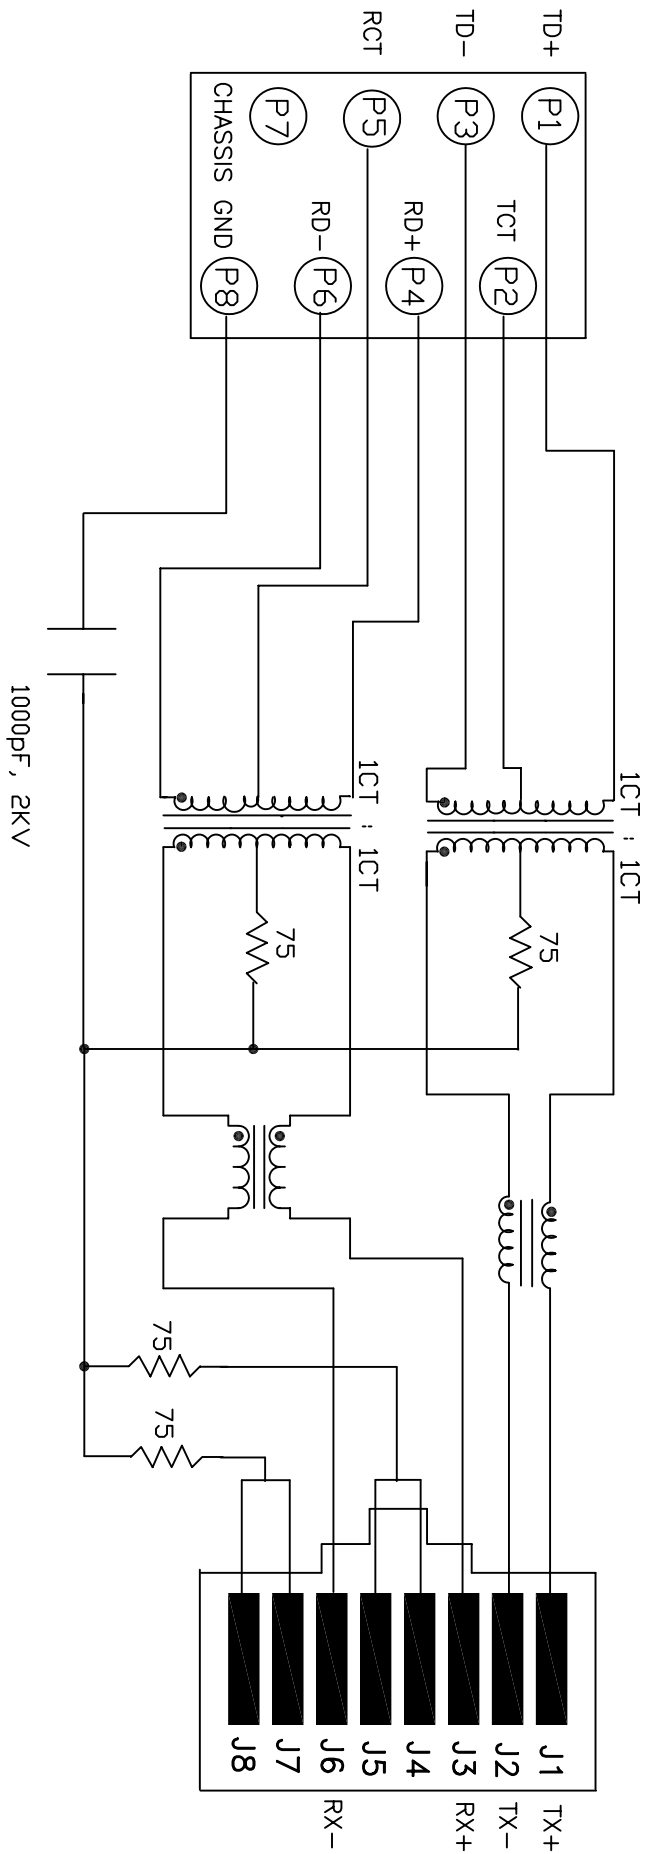 TD+
TD-
RCT
P1
P3
P5
P7
TCT
RD+
RD-
CHASSIS GND
P2
P4
P6
P8
1CT : 1CT
1CT : 1CT
75
75
1000pF, 2KV
75
75
J1
J2
J3
J4
J5
J6
J7
J8
TX+
TX-
RX+
RX-